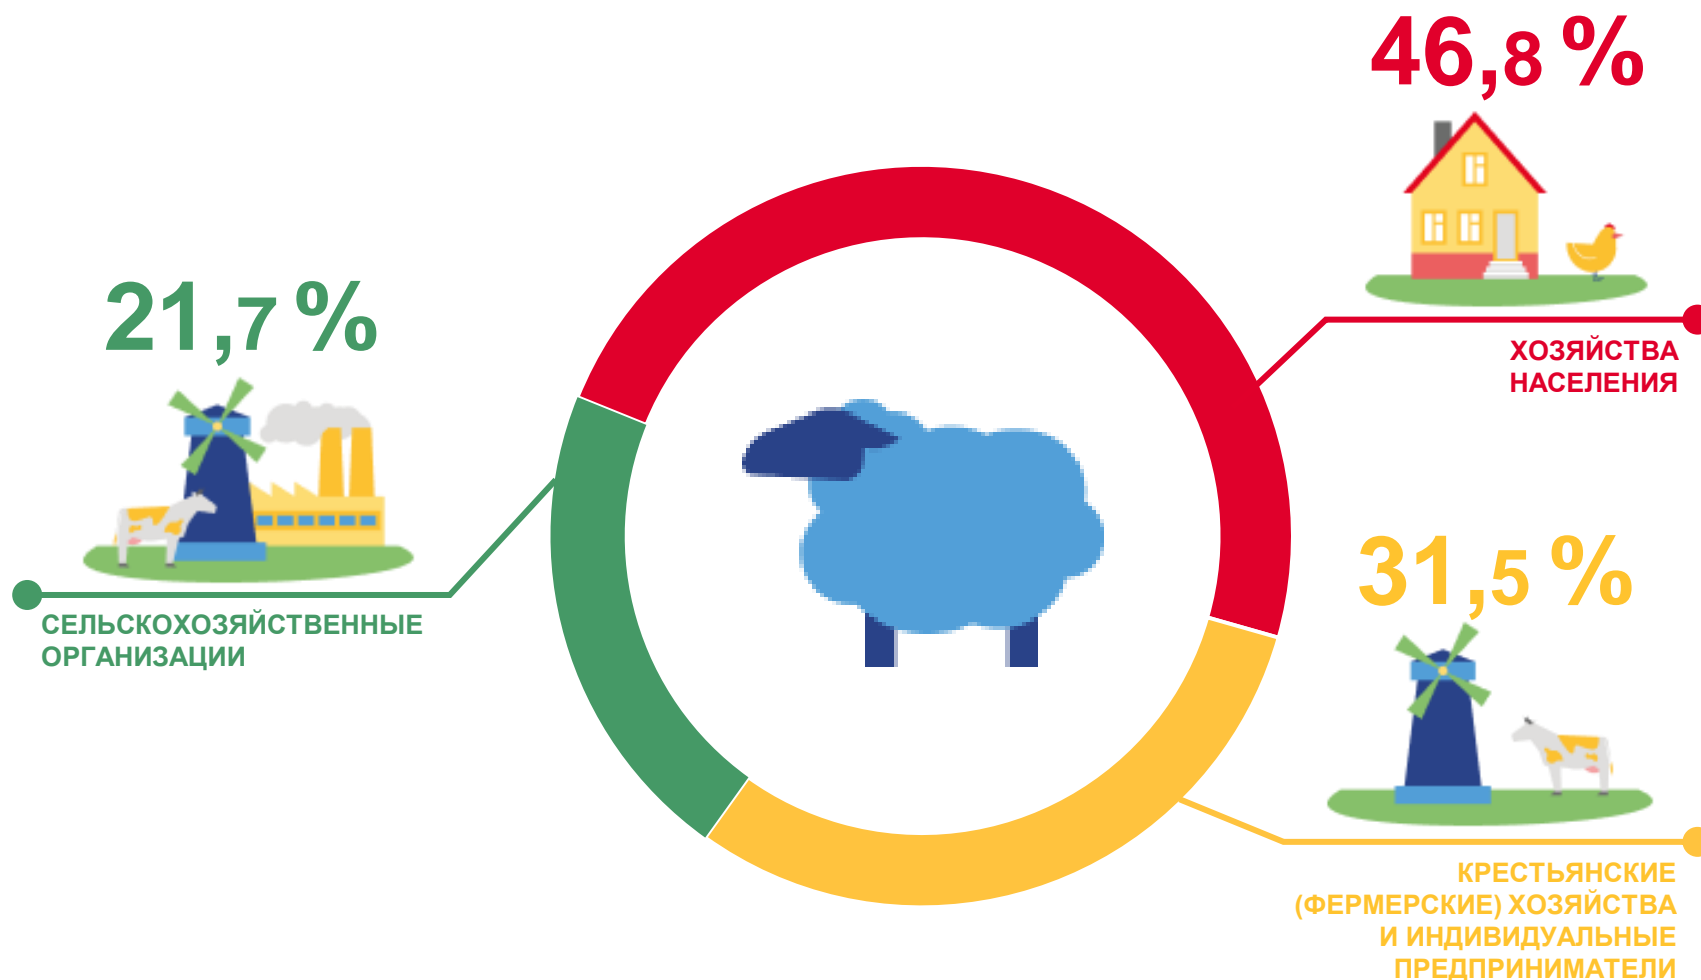 46,8 %
ХОЗЯЙСТВА
НАСЕЛЕНИЯ
21,7 %
СЕЛЬСКОХОЗЯЙСТВЕННЫЕ
ОРГАНИЗАЦИИ
31,5 %
КРЕСТЬЯНСКИЕ
(ФЕРМЕРСКИЕ) ХОЗЯЙСТВА
И ИНДИВИДУАЛЬНЫЕ
ПРЕДПРИНИМАТЕЛИ